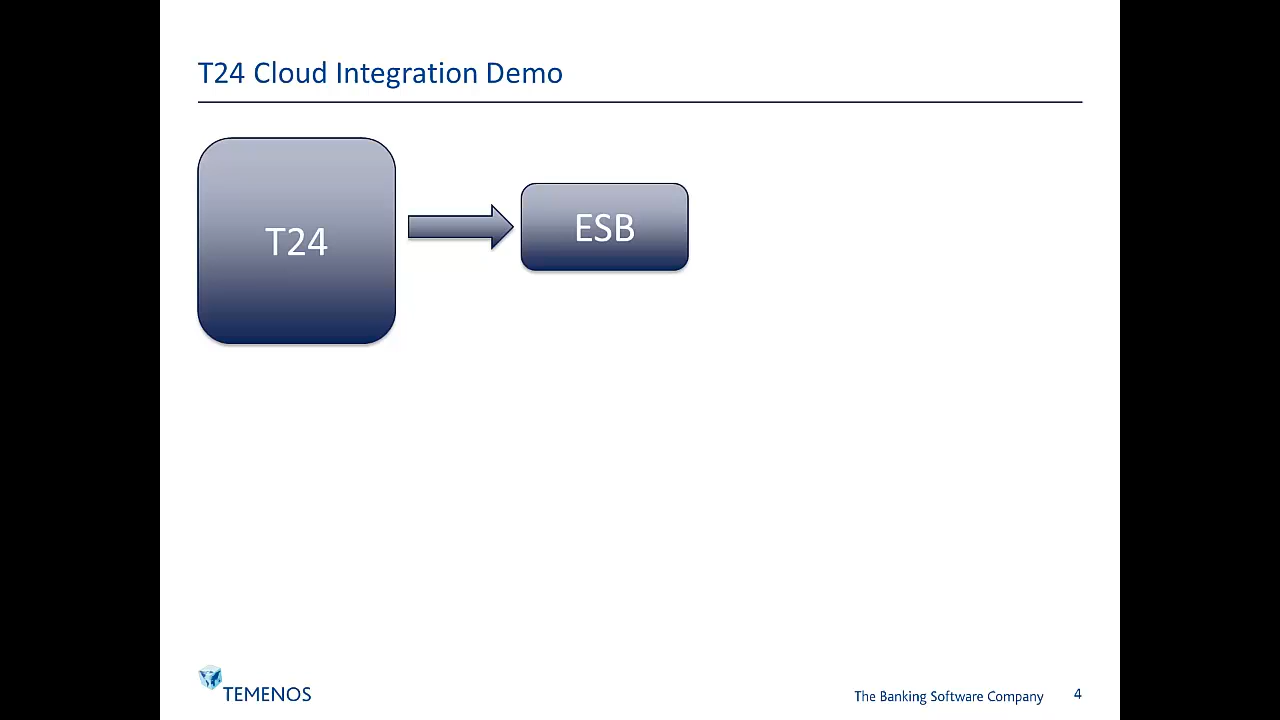 T24 Cloud Integration Demo
T24
ESB
TEMENOS
The Banking Software Company
4